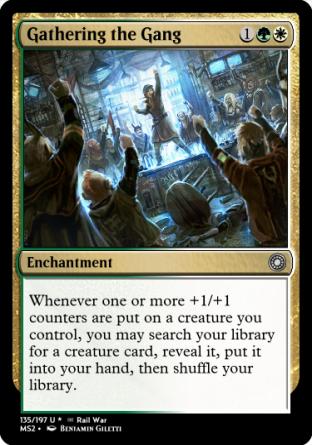 Gathering the Gang 1
Enchantment
Whenever one or more +1/+1
counters are put on a creature you
control, you may search your library
for a creature card, reveal it, put it
into your hand, then shuffle your
library.
135/197 U * = Rail War
MS2 • Benjamin Giletti